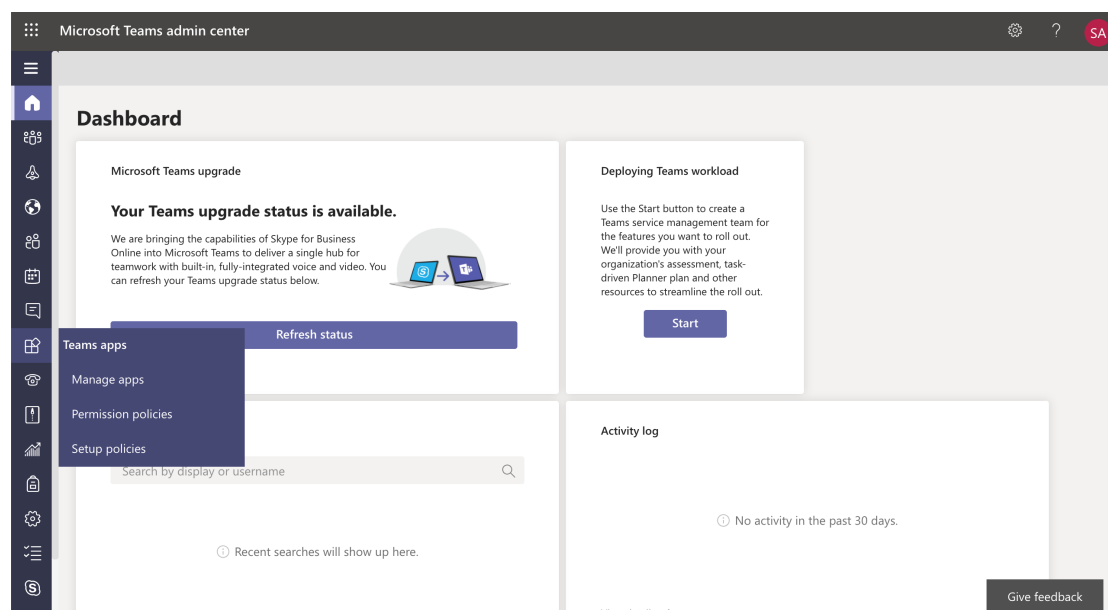 Microsoft Teams admin center
?
SA
Dashboard
Microsoft Teams upgrade
Your Teams upgrade status is available.
We are bringing the capabilities of Skype for Business
Online into Microsoft Teams to deliver a single hub for
teamwork with built-in, fully-integrated voice and video. You
can refresh your Teams upgrade status below.
Refresh status
Deploying Teams workload
Use the Start button to create a
Teams service management team for
the features you want to roll out.
We'll provide you with your
organization's assessment, task-
driven Planner plan and other
resources to streamline the roll out.
Start
Teams apps
Manage apps
Permission policies
Setup policies
Search by display or username
Recent searches will show up here.
Activity log
No activity in the past 30 days.
Give feedback